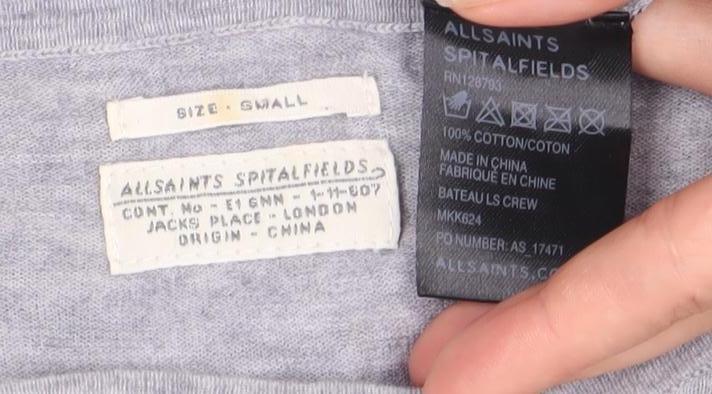 SIZE - SMALL
ALLSAINTS SPITALFIELDS
CONT. No - E1 6NN - 1-11-607
JACKS PLACE - LONDON
ORIGIN - CHINA
ALLSAINTS
SPITALFIELDS
RN128793
100% COTTON/COTON
MADE IN CHINA
FABRIQUÉ EN CHINE
BATEAU LS CREW
MKK624
PO NUMBER: AS_17471
ALLSAINTS.CO